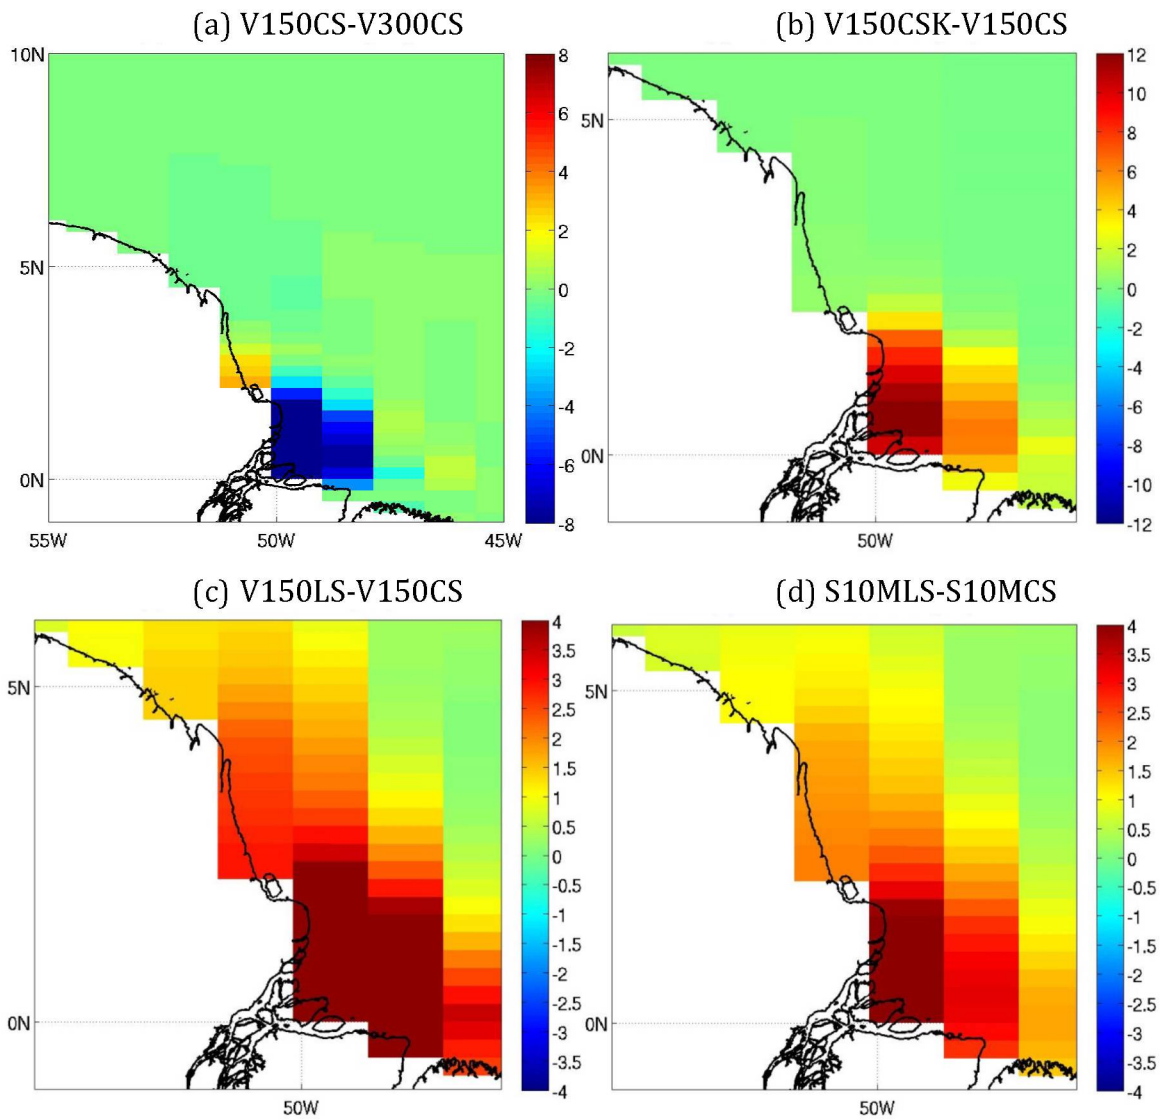 (a) V150CS-V300CS
10N
5N
0N
55W
50W
45W
8
6
4
2
0
-2
-4
-6
-8
(b) V150CSK-V150CS
5N
0N
50W
12
10
8
6
4
2
0
-2
-4
-6
-8
-10
-12
(c) V150LS-V150CS
5N
0N
50W
4
3.5
3
2.5
2
1.5
1
0.5
0
-0.5
-1
-1.5
-2
-2.5
-3
-3.5
-4
(d) S10MLS-S10MCS
5N
0N
50W
4
3.5
3
2.5
2
1.5
1
0.5
0
-0.5
-1
-1.5
-2
-2.5
-3
-3.5
-4